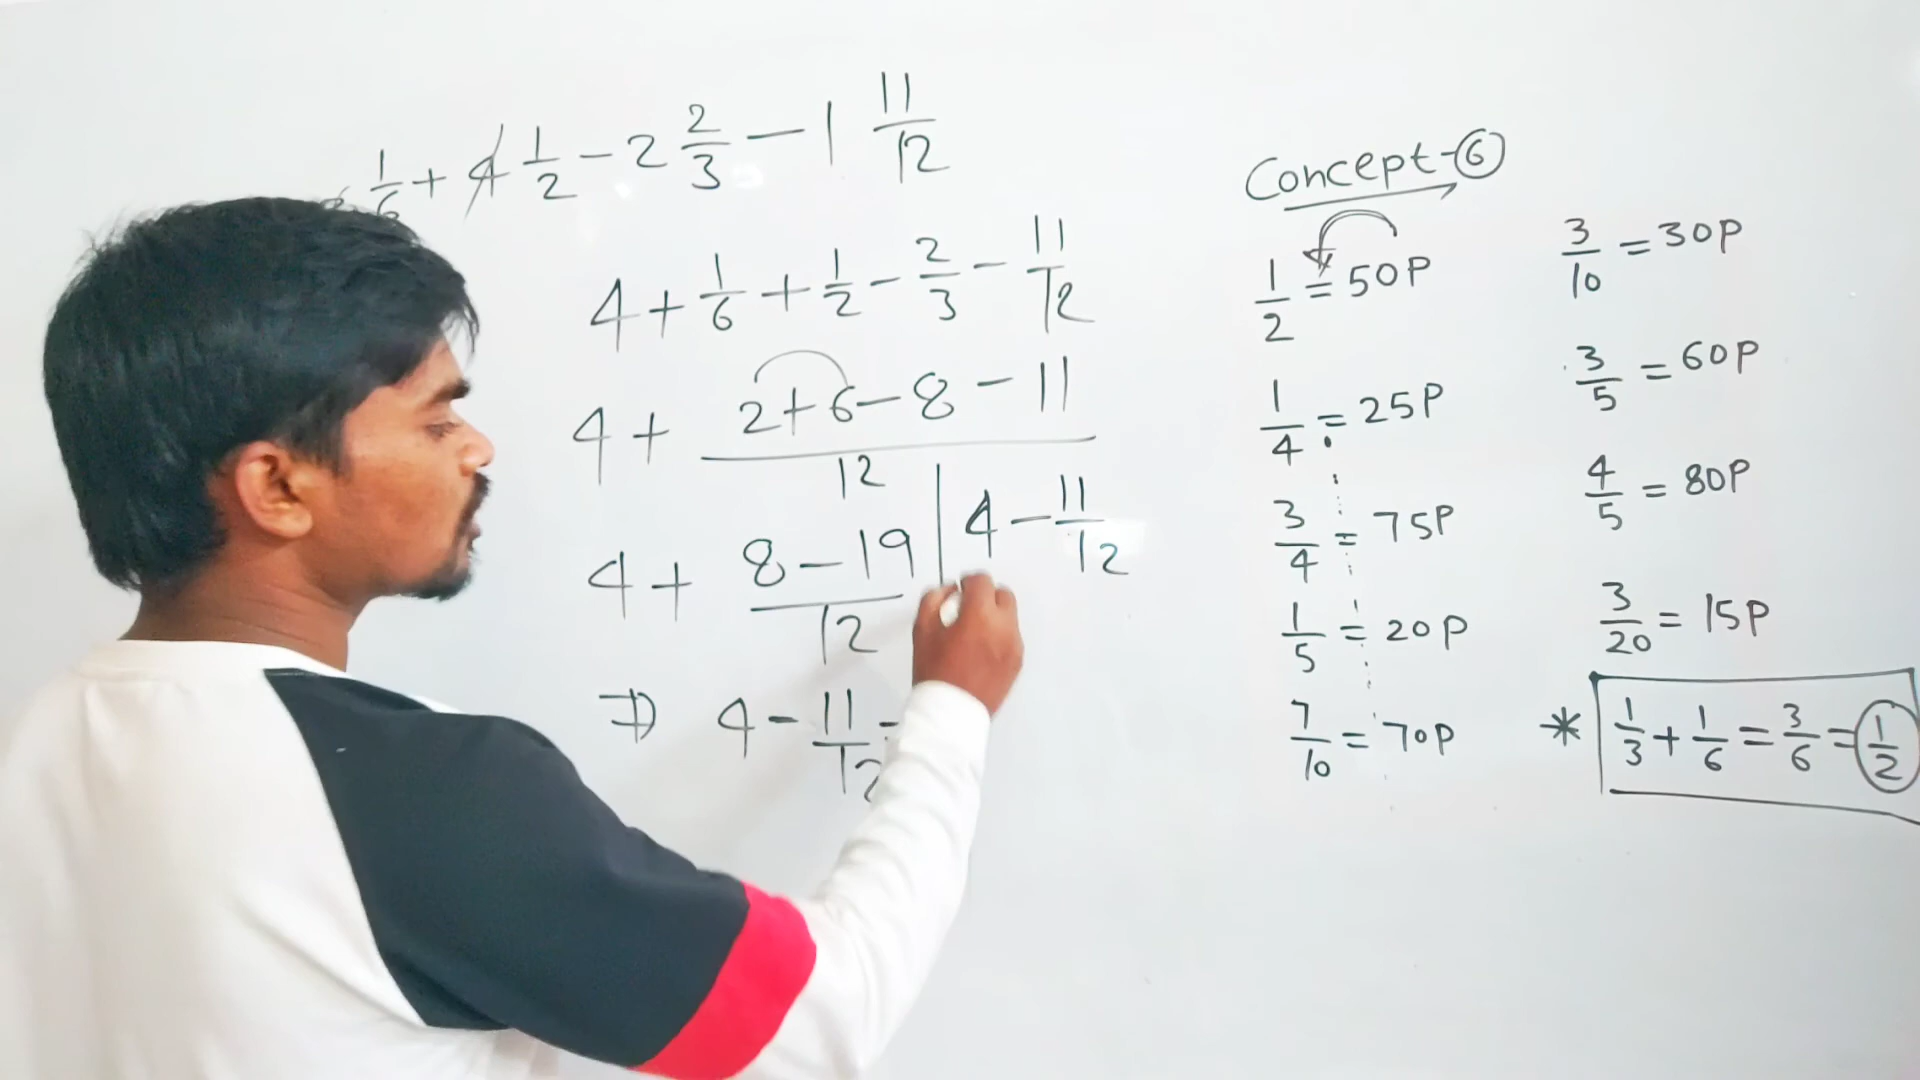 1/6 + 4 1/2 - 2 2/3 - 1 11/12
4 + 1/6 + 1/2 - 2/3 - 11/12
4 + (2+6-8-11)/12
4 + (8-19)/12 | 4 - 11/12
⇒ 4 - 11/12 =
Concept-⑥
1/2 = 50P
1/4 = 25P
3/4 = 75P
1/5 = 20P
7/10 = 70P
3/10 = 30P
3/5 = 60P
4/5 = 80P
3/20 = 15P
* 1/3 + 1/6 = 3/6 = 1/2